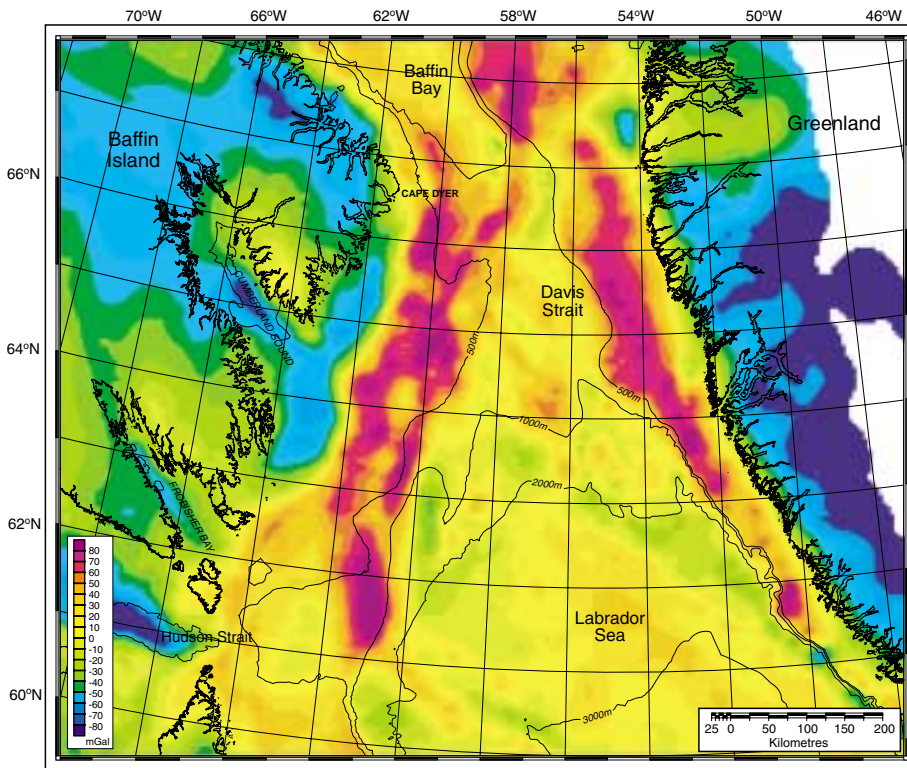 70ºW 66ºW 62ºW 58ºW 54ºW 50ºW 46ºW
Baffin
Bay
Greenland
Baffin
Island
66ºN
CAPE DYER
UMBERLAND SOUND
Davis
Strait
500m
64ºN
500m
1000m
2000m
FROBISHER BAY
62ºN
80
70
60
50
40
30
20
10
0
-10
-20
-30
-40
-50
-60
-70
-80
mGal
Labrador
Sea
Hudson Strait
60ºN
3000m
25 0 50 100 150 200
Kilometres